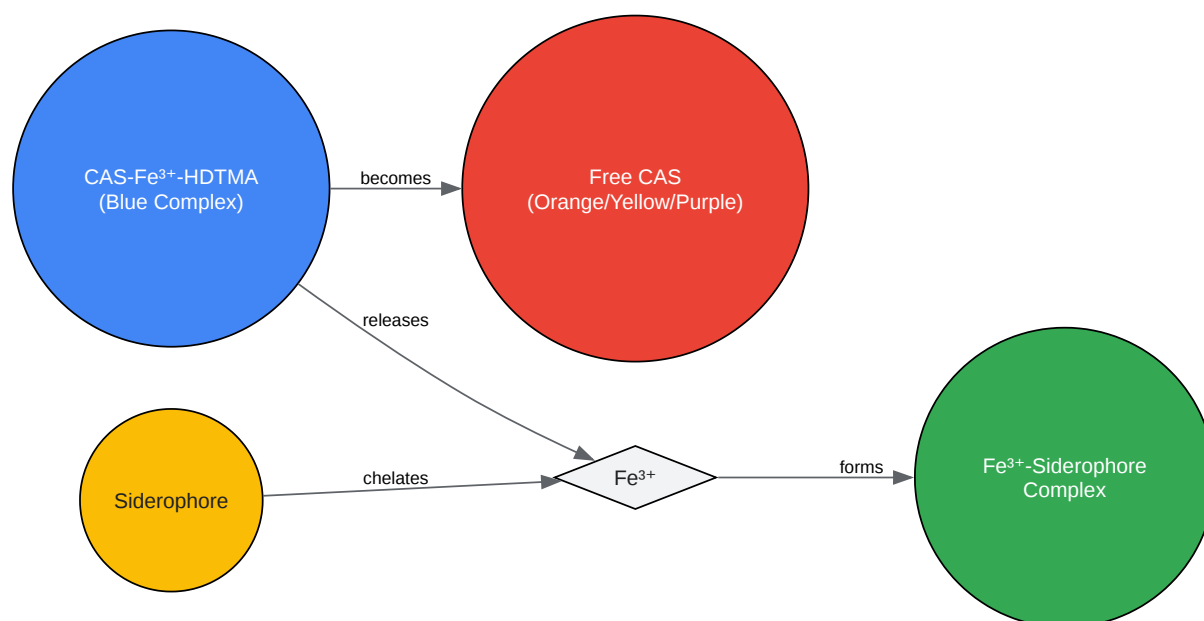 CAS-Fe³⁺-HDTMA
(Blue Complex)
becomes
Free CAS
(Orange/Yellow/Purple)
releases
Siderophore
chelates
Fe³⁺
forms
Fe³⁺-Siderophore
Complex